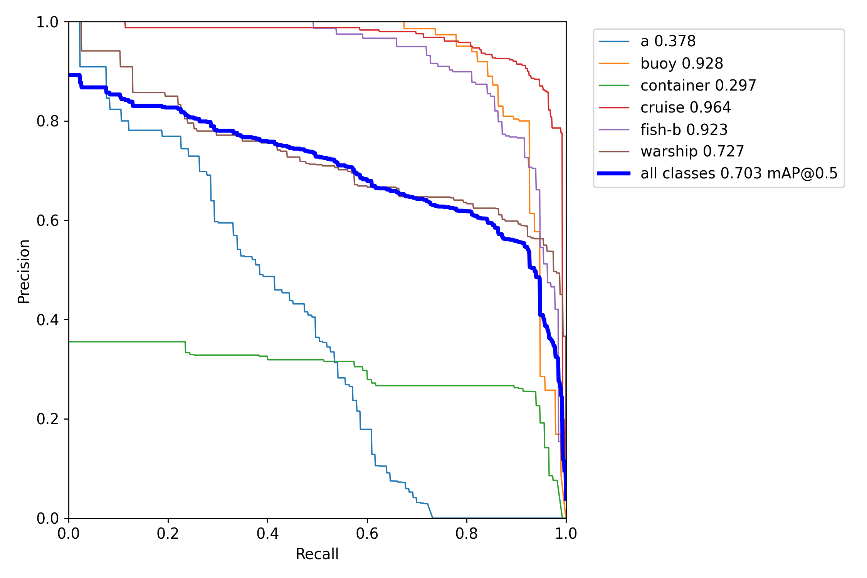 1.0
0.8
0.6
0.4
0.2
0.0
Precision
0.0 0.2 0.4 0.6 0.8 1.0
Recall
a 0.378
buoy 0.928
container 0.297
cruise 0.964
fish-b 0.923
warship 0.727
all classes 0.703 mAP@0.5